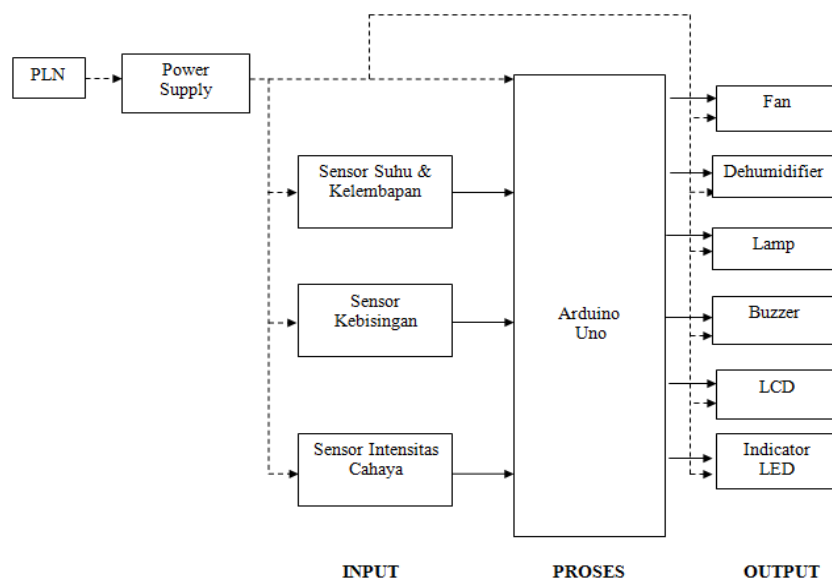 PLN
Power
Supply
Sensor Suhu &
Kelembapan
Sensor
Kebisingan
Sensor Intensitas
Cahaya
Arduino
Uno
Fan
Dehumidifier
Lamp
Buzzer
LCD
Indicator
LED
INPUT
PROSES
OUTPUT